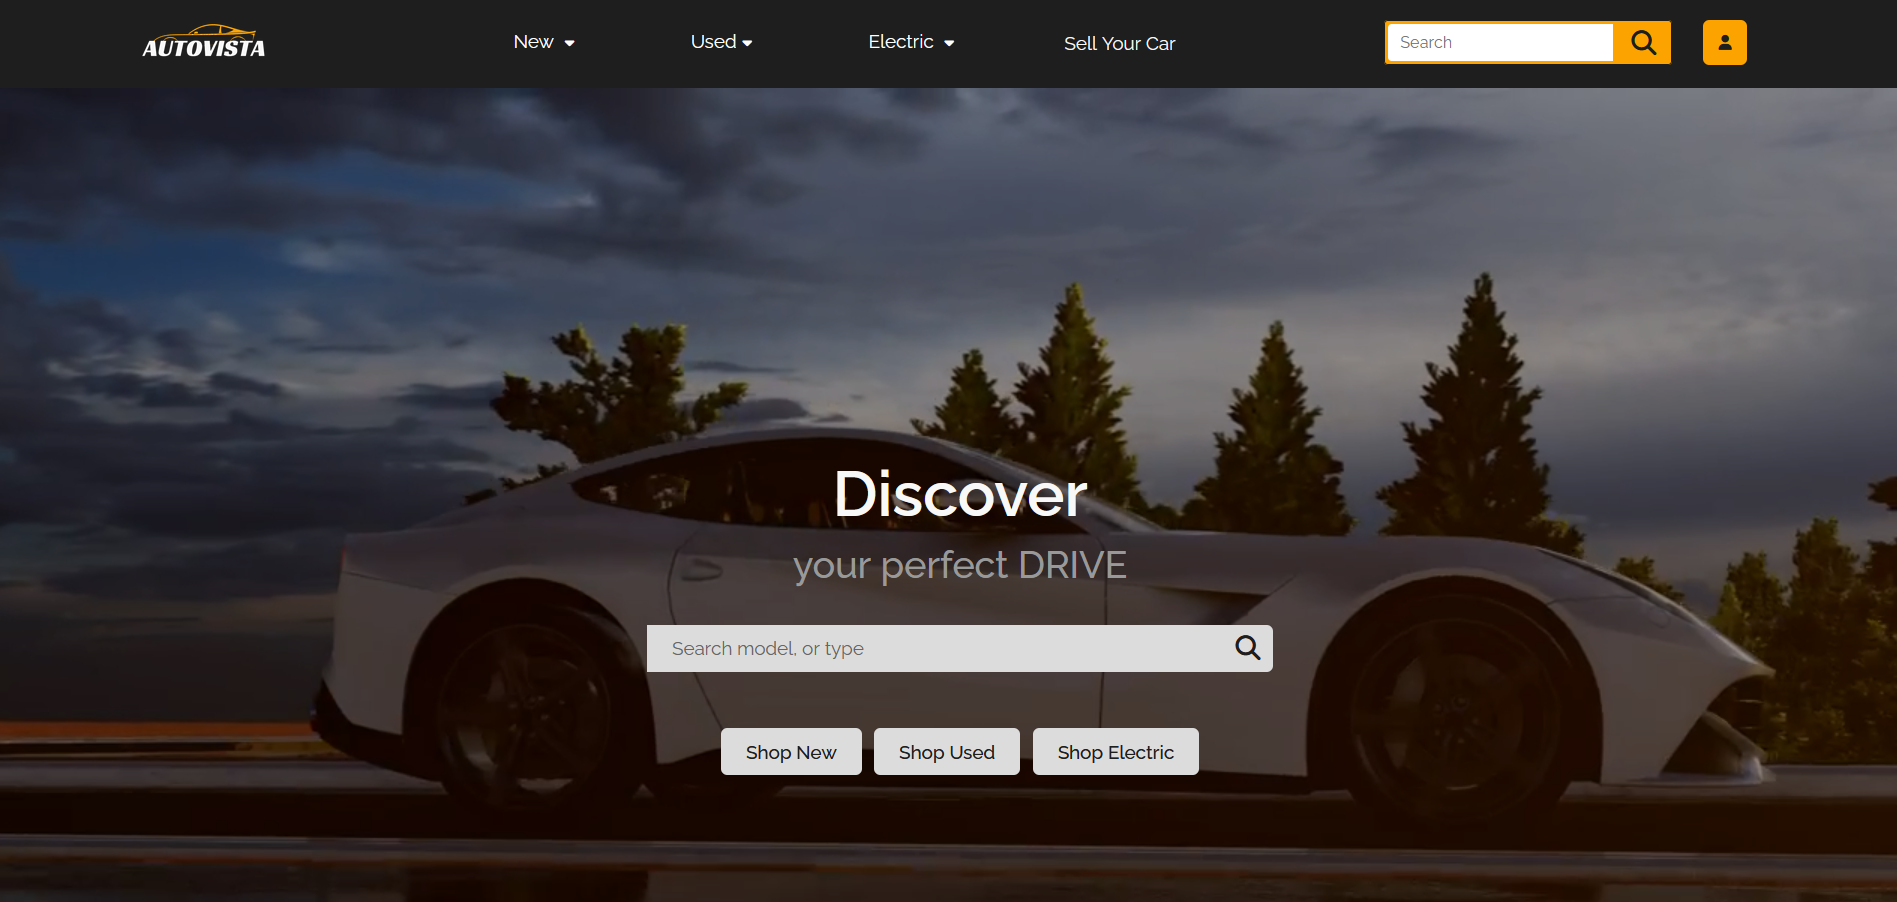 AUTOVISTA
New
Used
Electric
Sell Your Car
Search
Discover
your perfect DRIVE
Search model, or type
Shop New
Shop Used
Shop Electric